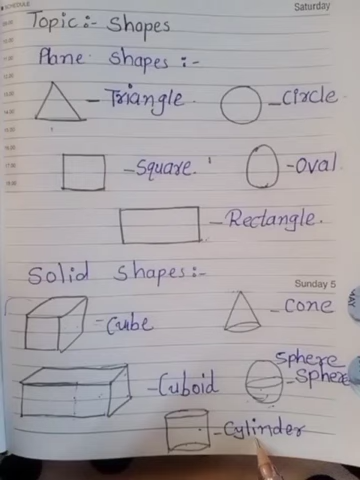 SCHEDULE
Saturday
Topic:- Shapes
Plane Shapes :-
- Triangle
- Circle
- Square.
- Oval
- Rectangle.
Solid Shapes:-
Sunday 5
- Cube
- Cone
Sphere
- Cuboid
- Sphere
- Cylinder